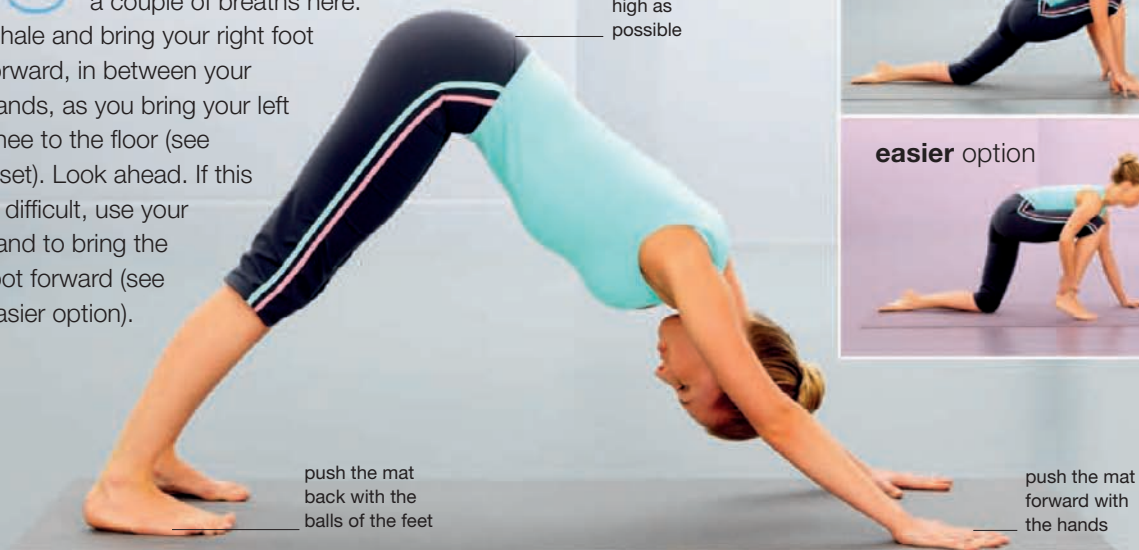 a couple of breaths here.
hale and bring your right foot
orward, in between your
ands, as you bring your left
nee to the floor (see
set). Look ahead. If this
difficult, use your
and to bring the
oot forward (see
asier option).
high as
possible
easier option
push the mat
back with the
balls of the feet
push the mat
forward with
the hands